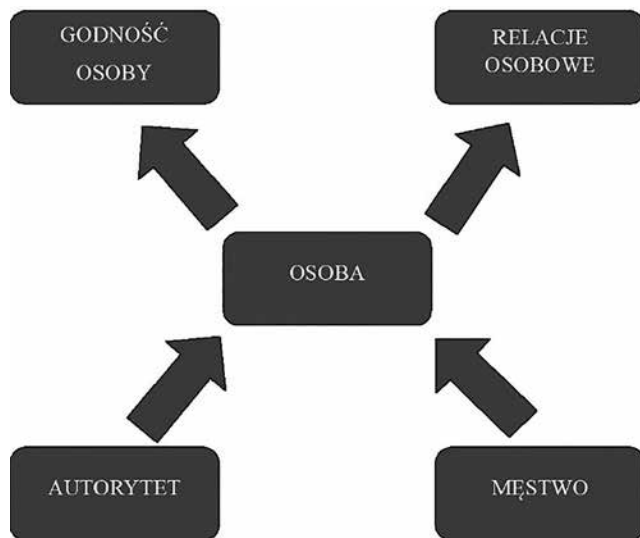 GODNOŚĆ
OSOBY
RELACJE
OSOBOWE
OSOBA
AUTORYTET
MĘSTWO